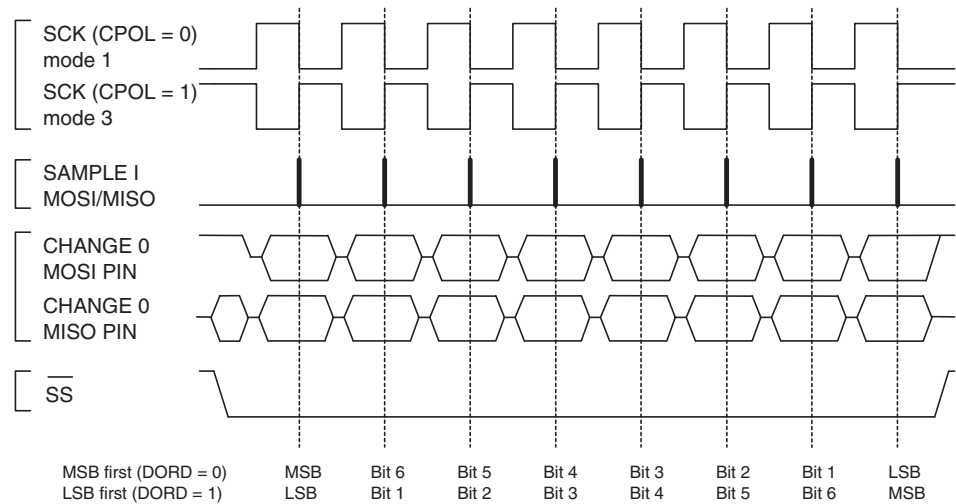 SCK (CPOL = 0)
mode 1
SCK (CPOL = 1)
mode 3
SAMPLE I
MOSI/MISO
CHANGE 0
MOSI PIN
CHANGE 0
MISO PIN
SS
MSB first (DORD = 0) MSB Bit 6 Bit 5 Bit 4 Bit 3 Bit 2 Bit 1 LSB
LSB first (DORD = 1) LSB Bit 1 Bit 2 Bit 3 Bit 4 Bit 5 Bit 6 MSB